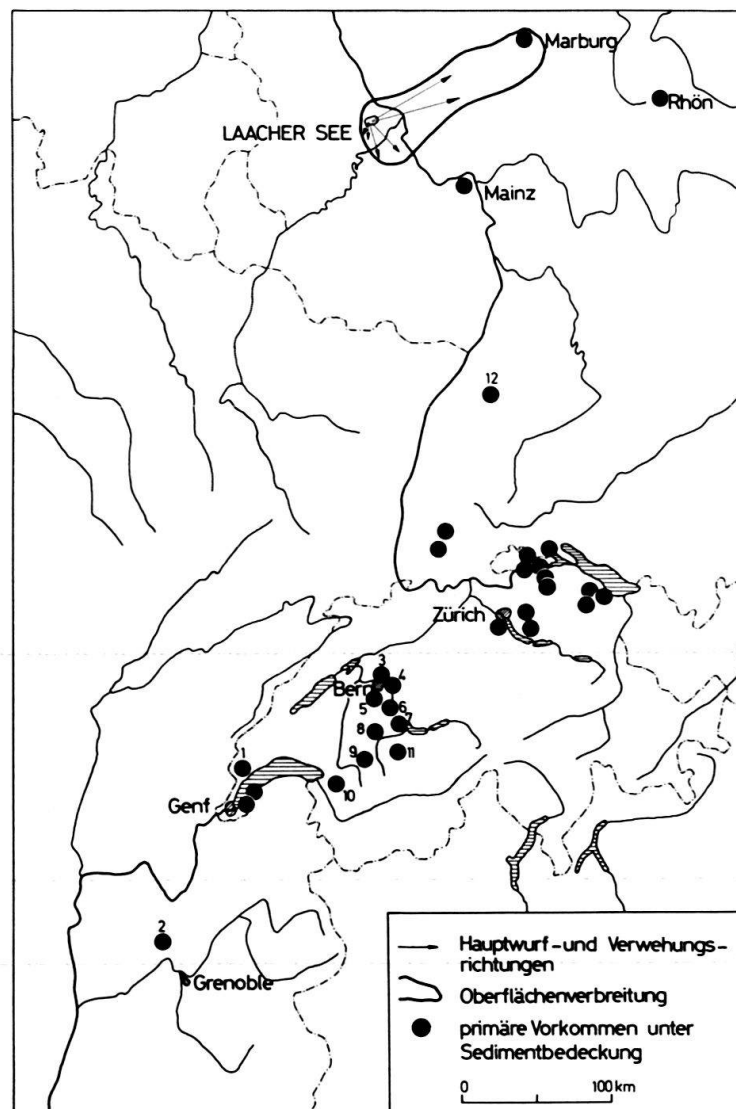 Marburg
Rhön
LAACHER SEE
Mainz
12
Zürich
3
Bern
4
5
6
7
8
9
11
10
1
Genf
2
Grenoble
Hauptwurf-und Verwehungs-
richtungen
Oberflächenverbreitung
primäre Vorkommen unter
Sedimentbedeckung
0 100 km